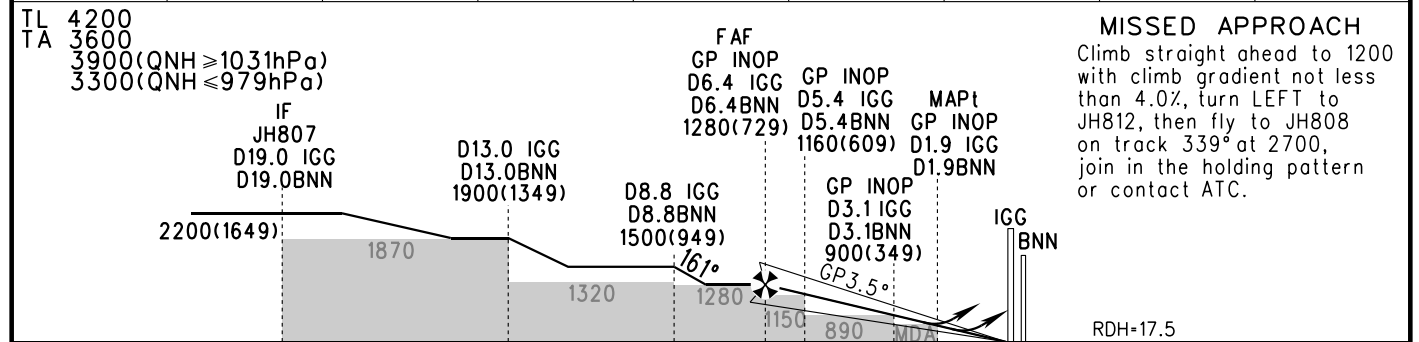 TL 4200
TA 3600
3900(QNH ≥1031hPa)
3300(QNH ≤979hPa)
IF
JH807
D19.0 IGG
D19.0BNN
2200(1649)
1870
D13.0 IGG
D13.0BNN
1900(1349)
1320
D8.8 IGG
D8.8BNN
1500(949)
161°
1280
FAF
GP INOP
D6.4 IGG
D6.4BNN
1280(729)
1150
GP INOP
D5.4 IGG
D5.4BNN
1160(609)
GP INOP
D3.1 IGG
D3.1BNN
900(349)
GP3.5°
890
MAPt
GP INOP
D1.9 IGG
D1.9BNN
MDA
IGG
BNN
MISSED APPROACH
Climb straight ahead to 1200
with climb gradient not less
than 4.0%, turn LEFT to
JH812, then fly to JH808
on track 339° at 2700,
join in the holding pattern
or contact ATC.
RDH=17.5